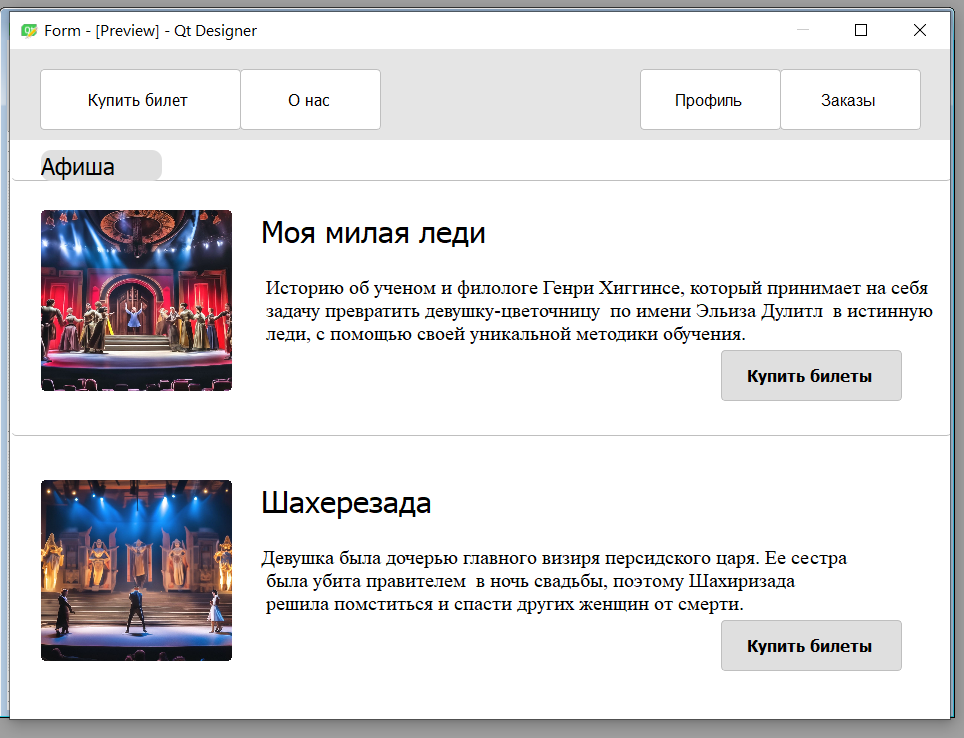 Form - [Preview] - Qt Designer
Купить билет
О нас
Профиль
Заказы
Афиша
Моя милая леди
Историю об ученом и филологе Генри Хиггинсе, который принимает на себя
задачу превратить девушку-цветочницу  по имени Эльиза Дулитл  в истинную
леди, с помощью своей уникальной методики обучения.
Купить билеты
Шахерезада
Девушка была дочерью главного визиря персидского царя. Ее сестра
была убита правителем  в ночь свадьбы, поэтому Шахиризада
решила помститься и спасти других женщин от смерти.
Купить билеты